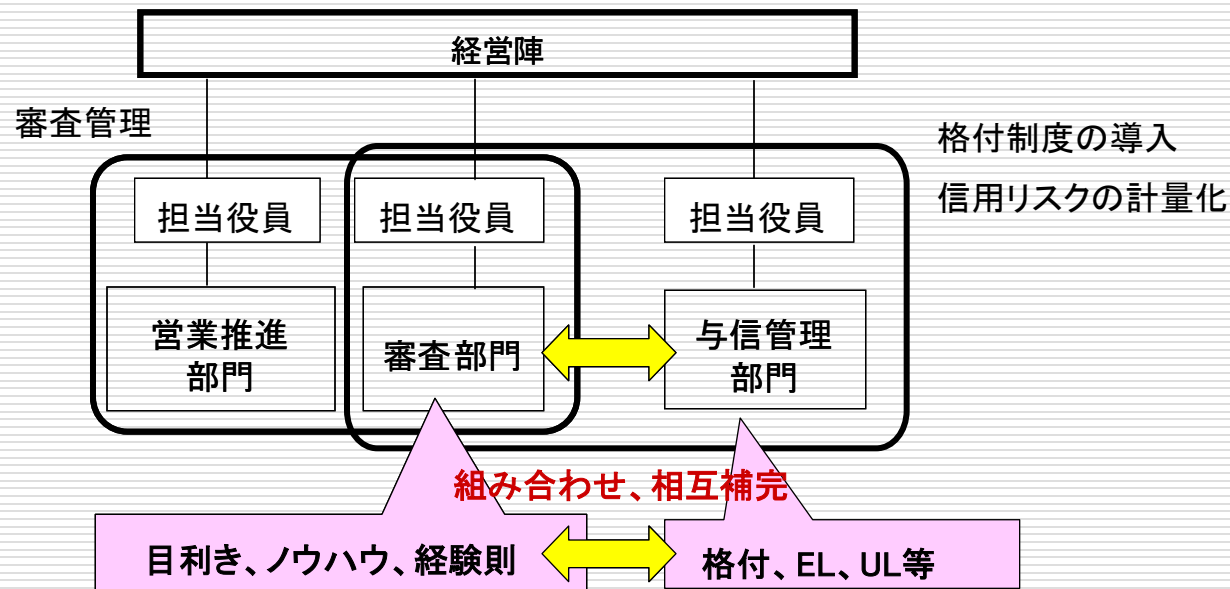 経営陣
審査管理
格付制度の導入
信用リスクの計量化
担当役員
担当役員
担当役員
営業推進
部門
審査部門
与信管理
部門
組み合わせ、相互補完
目利き、ノウハウ、経験則
格付、EL、UL等